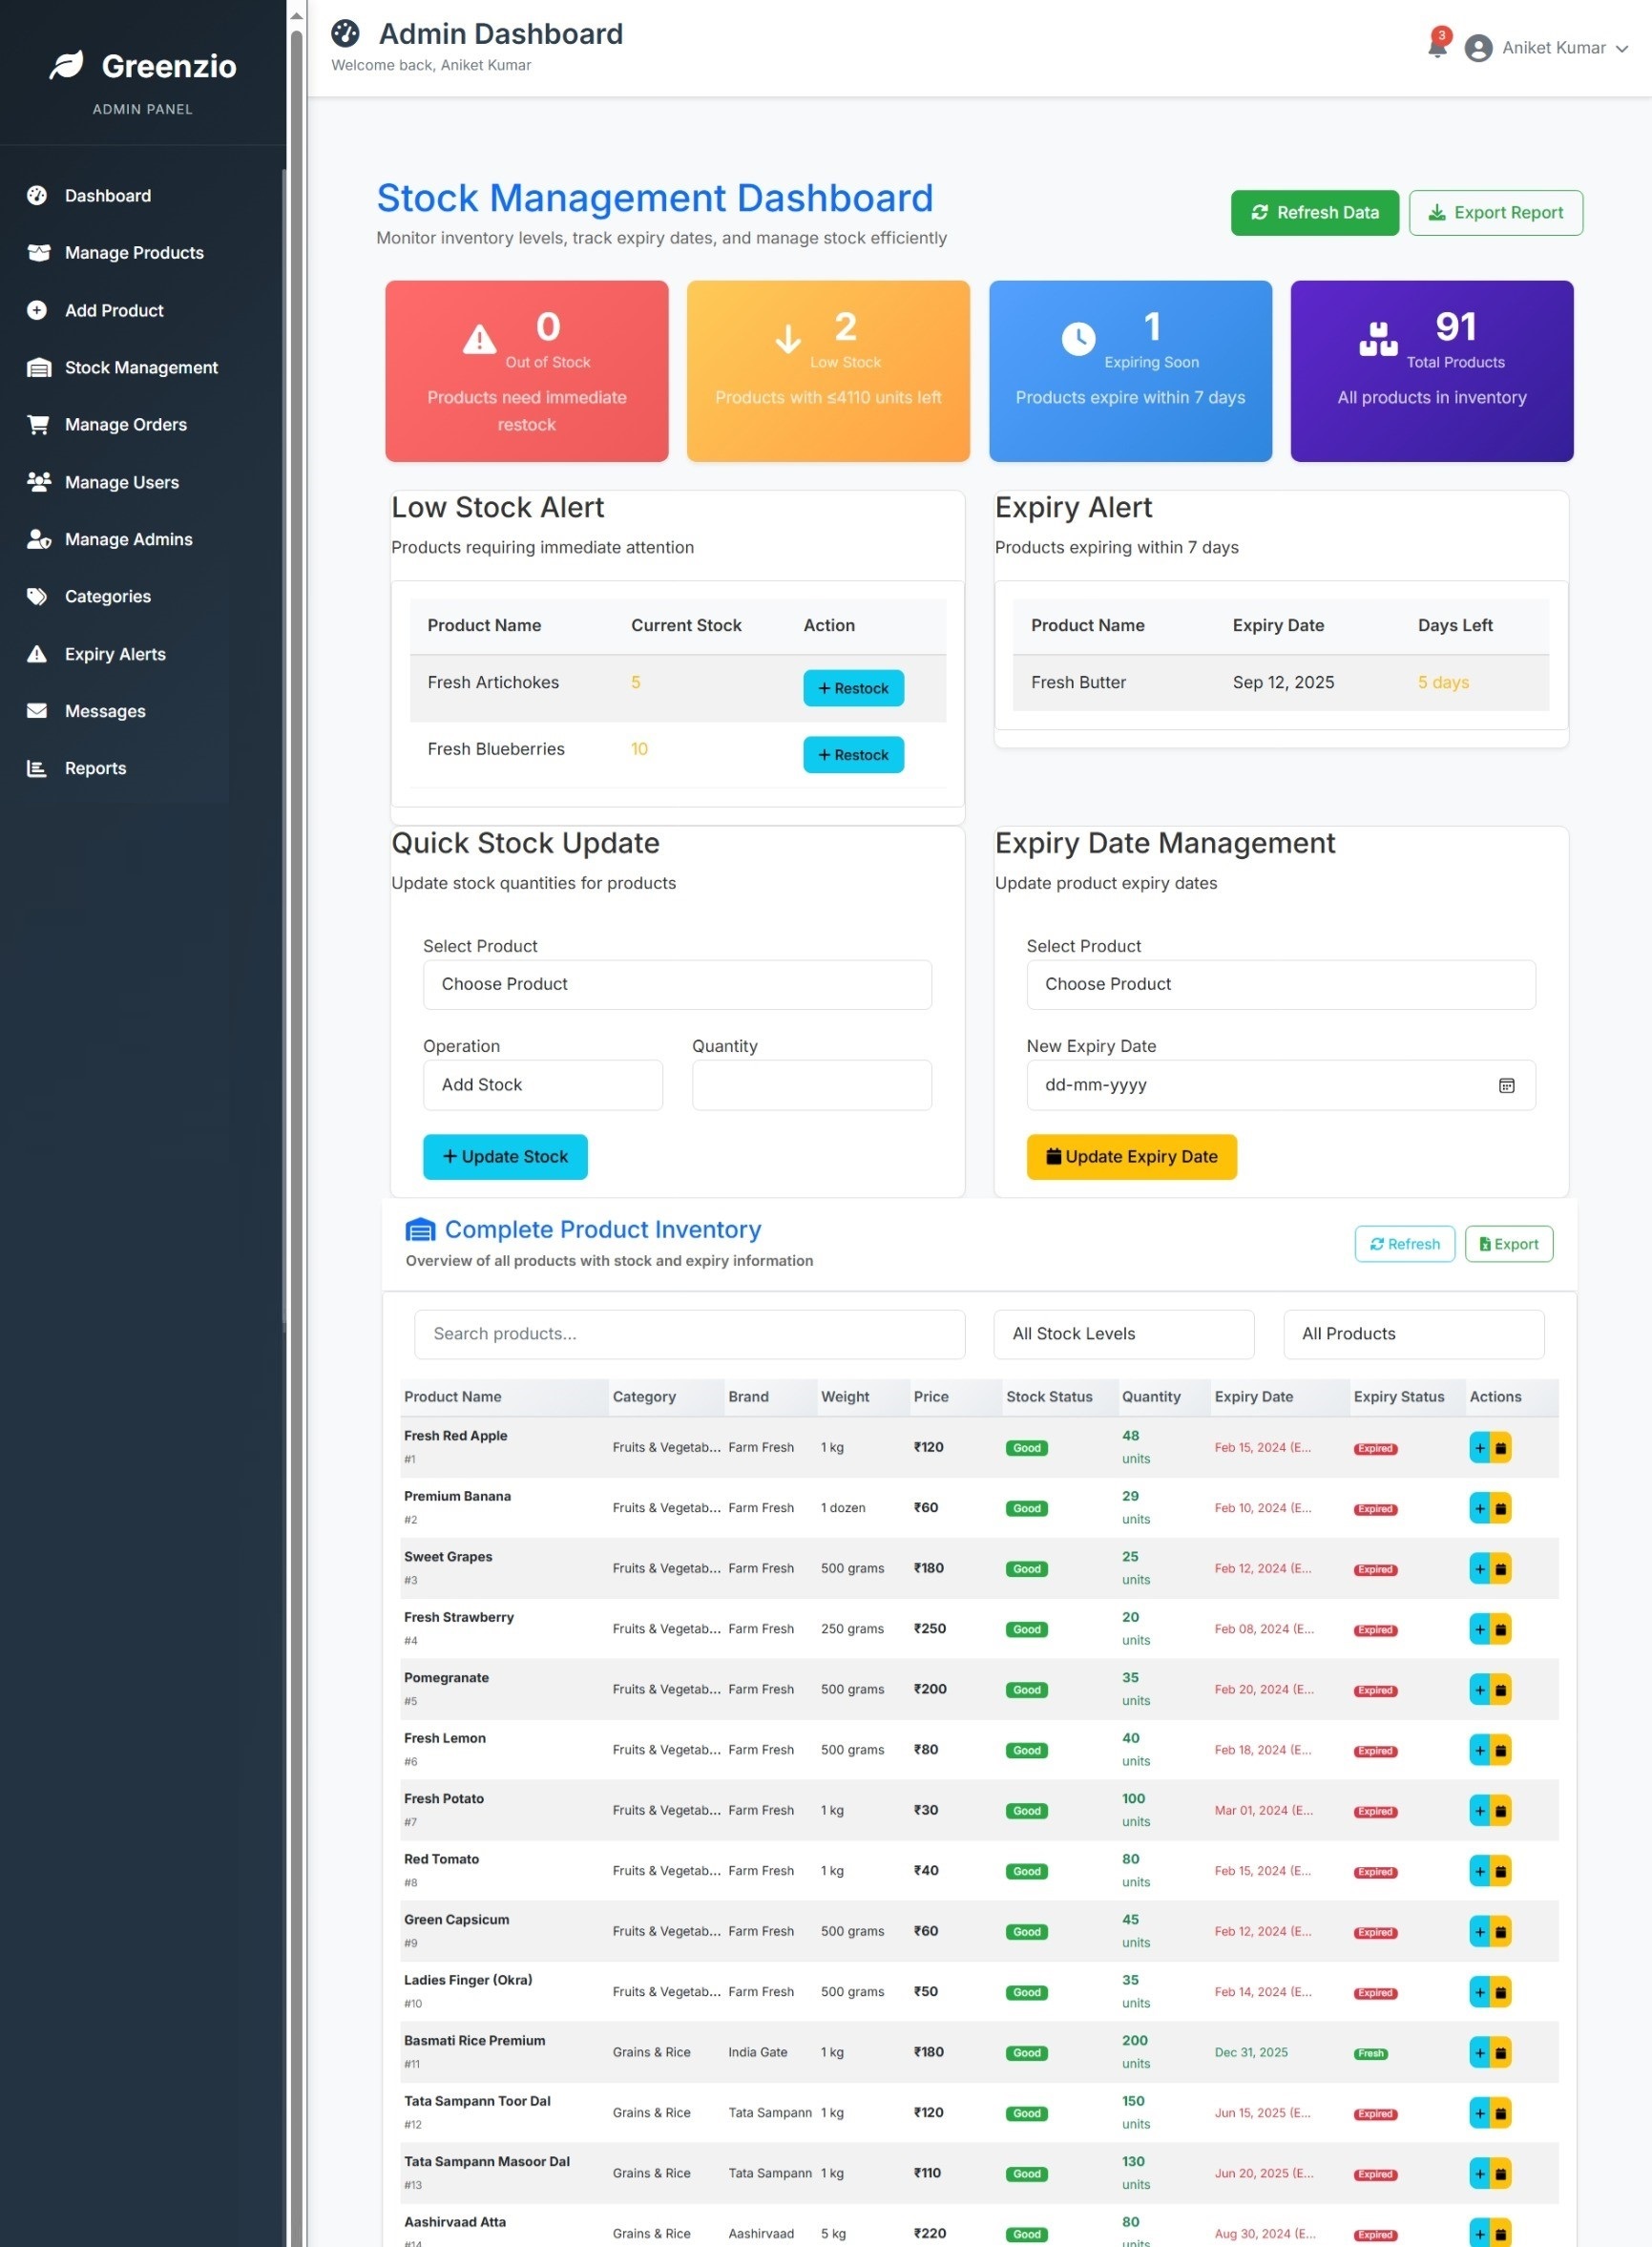 Greenzio
ADMIN PANEL
Dashboard
Manage Products
Add Product
Stock Management
Manage Orders
Manage Users
Manage Admins
Categories
Expiry Alerts
Messages
Reports
Admin Dashboard
Welcome back, Aniket Kumar
3
Aniket Kumar
Stock Management Dashboard
Monitor inventory levels, track expiry dates, and manage stock efficiently
Refresh Data
Export Report
0
Out of Stock
Products need immediate
restock
2
Low Stock
Products with ≤4110 units left
1
Expiring Soon
Products expire within 7 days
91
Total Products
All products in inventory
Low Stock Alert
Products requiring immediate attention
Product Name Current Stock Action
Fresh Artichokes 5 + Restock
Fresh Blueberries 10 + Restock
Expiry Alert
Products expiring within 7 days
Product Name Expiry Date Days Left
Fresh Butter Sep 12, 2025 5 days
Quick Stock Update
Update stock quantities for products
Select Product
Choose Product
Operation Quantity
Add Stock
+ Update Stock
Expiry Date Management
Update product expiry dates
Select Product
Choose Product
New Expiry Date
dd-mm-yyyy
Update Expiry Date
Complete Product Inventory
Overview of all products with stock and expiry information
Refresh
Export
Search products... All Stock Levels All Products
Product Name Category Brand Weight Price Stock Status Quantity Expiry Date Expiry Status Actions
Fresh Red Apple
#1 Fruits & Vegetab... Farm Fresh 1 kg ₹120 Good 48 units Feb 15, 2024 (E... Expired +
Premium Banana
#2 Fruits & Vegetab... Farm Fresh 1 dozen ₹60 Good 29 units Feb 10, 2024 (E... Expired +
Sweet Grapes
#3 Fruits & Vegetab... Farm Fresh 500 grams ₹180 Good 25 units Feb 12, 2024 (E... Expired +
Fresh Strawberry
#4 Fruits & Vegetab... Farm Fresh 250 grams ₹250 Good 20 units Feb 08, 2024 (E... Expired +
Pomegranate
#5 Fruits & Vegetab... Farm Fresh 500 grams ₹200 Good 35 units Feb 20, 2024 (E... Expired +
Fresh Lemon
#6 Fruits & Vegetab... Farm Fresh 500 grams ₹80 Good 40 units Feb 18, 2024 (E... Expired +
Fresh Potato
#7 Fruits & Vegetab... Farm Fresh 1 kg ₹30 Good 100 units Mar 01, 2024 (E... Expired +
Red Tomato
#8 Fruits & Vegetab... Farm Fresh 1 kg ₹40 Good 80 units Feb 15, 2024 (E... Expired +
Green Capsicum
#9 Fruits & Vegetab... Farm Fresh 500 grams ₹60 Good 45 units Feb 12, 2024 (E... Expired +
Ladies Finger (Okra)
#10 Fruits & Vegetab... Farm Fresh 500 grams ₹50 Good 35 units Feb 14, 2024 (E... Expired +
Basmati Rice Premium
#11 Grains & Rice India Gate 1 kg ₹180 Good 200 units Dec 31, 2025 Fresh +
Tata Sampann Toor Dal
#12 Grains & Rice Tata Sampann 1 kg ₹120 Good 150 units Jun 15, 2025 (E... Expired +
Tata Sampann Masoor Dal
#13 Grains & Rice Tata Sampann 1 kg ₹110 Good 130 units Jun 20, 2025 (E... Expired +
Aashirvaad Atta
#14 Grains & Rice Aashirvaad 5 kg ₹220 Good 80 units Aug 30, 2024 (E... Expired +